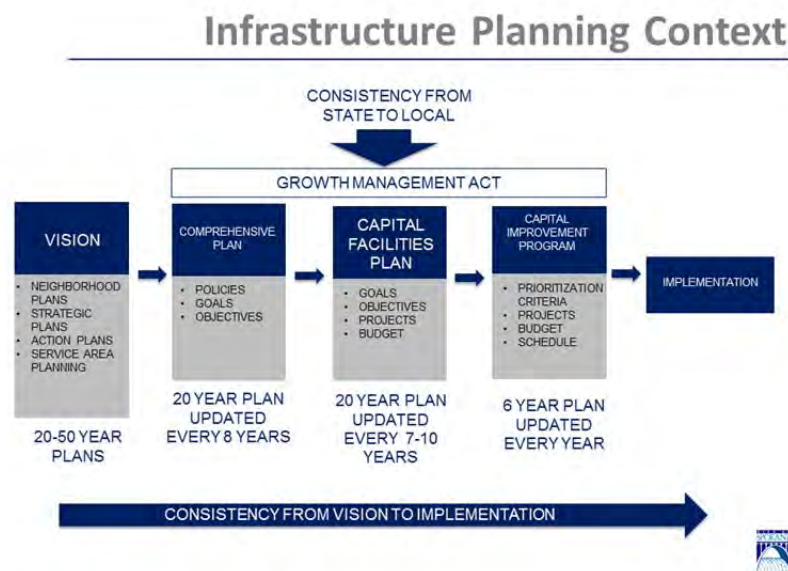 Infrastructure Planning Context
CONSISTENCY FROM
STATE TO LOCAL
GROWTH MANAGEMENT ACT
VISION
• NEIGHBORHOOD
PLANS
• STRATEGIC
PLANS
• ACTION PLANS
• SERVICE AREA
PLANNING
20-50 YEAR
PLANS
COMPREHENSIVE
PLAN
• POLICIES
• GOALS
• OBJECTIVES
20 YEAR PLAN
UPDATED
EVERY 8 YEARS
CAPITAL
FACILITIES
PLAN
• GOALS
• OBJECTIVES
• PROJECTS
• BUDGET
20 YEAR PLAN
UPDATED
EVERY 7-10
YEARS
CAPITAL
IMPROVEMENT
PROGRAM
• PRIORITIZATION
CRITERIA
• PROJECTS
• BUDGET
• SCHEDULE
6 YEAR PLAN
UPDATED
EVERY YEAR
IMPLEMENTATION
CONSISTENCY FROM VISION TO IMPLEMENTATION